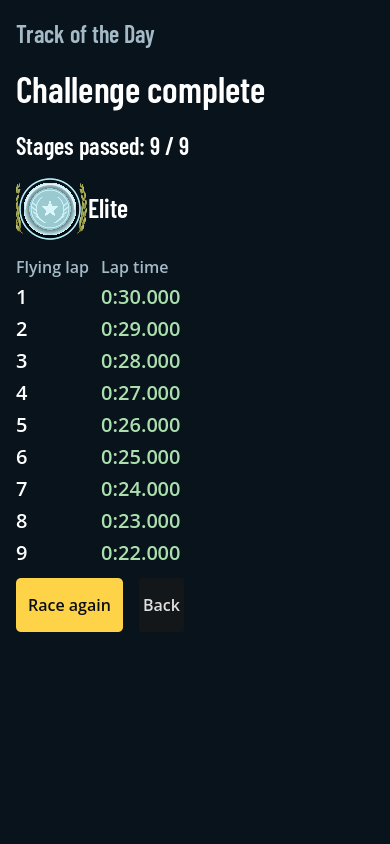 Track of the Day
Challenge complete
Stages passed: 9 / 9
Elite
Flying lap Lap time
1 0:30.000
2 0:29.000
3 0:28.000
4 0:27.000
5 0:26.000
6 0:25.000
7 0:24.000
8 0:23.000
9 0:22.000
Race again Back